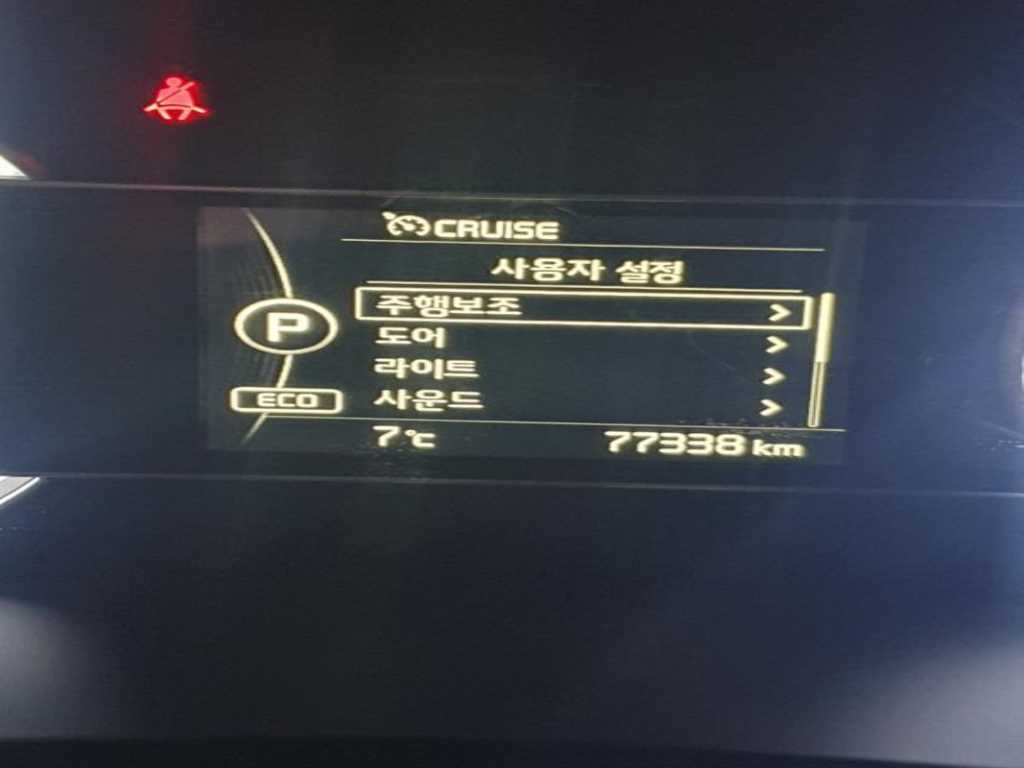 CRUISE
사용자 설정
주행보조 >
P
도어 >
라이트 >
ECO 사운드 >
7 °C 77338 km